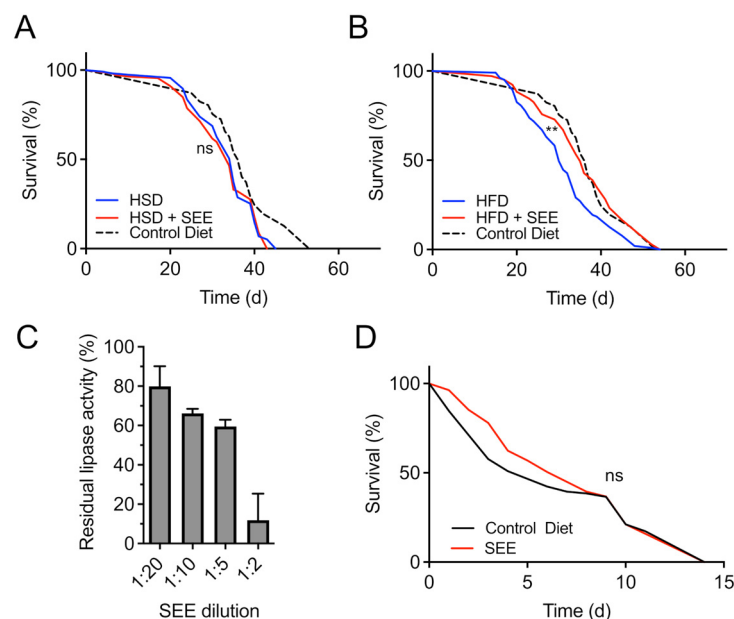 A
Survival (%)
100
50
0
ns
HSD
HSD + SEE
Control Diet
0 20 40 60
Time (d)
B
Survival (%)
100
50
0
**
HFD
HFD + SEE
Control Diet
0 20 40 60
Time (d)
C
Residual lipase actvity (%)
100
80
60
40
20
0
1:20 1:10 1:5 1:2
SEE dilution
D
Survival (%)
100
50
0
ns
Control Diet
SEE
0 5 10 15
Time (d)